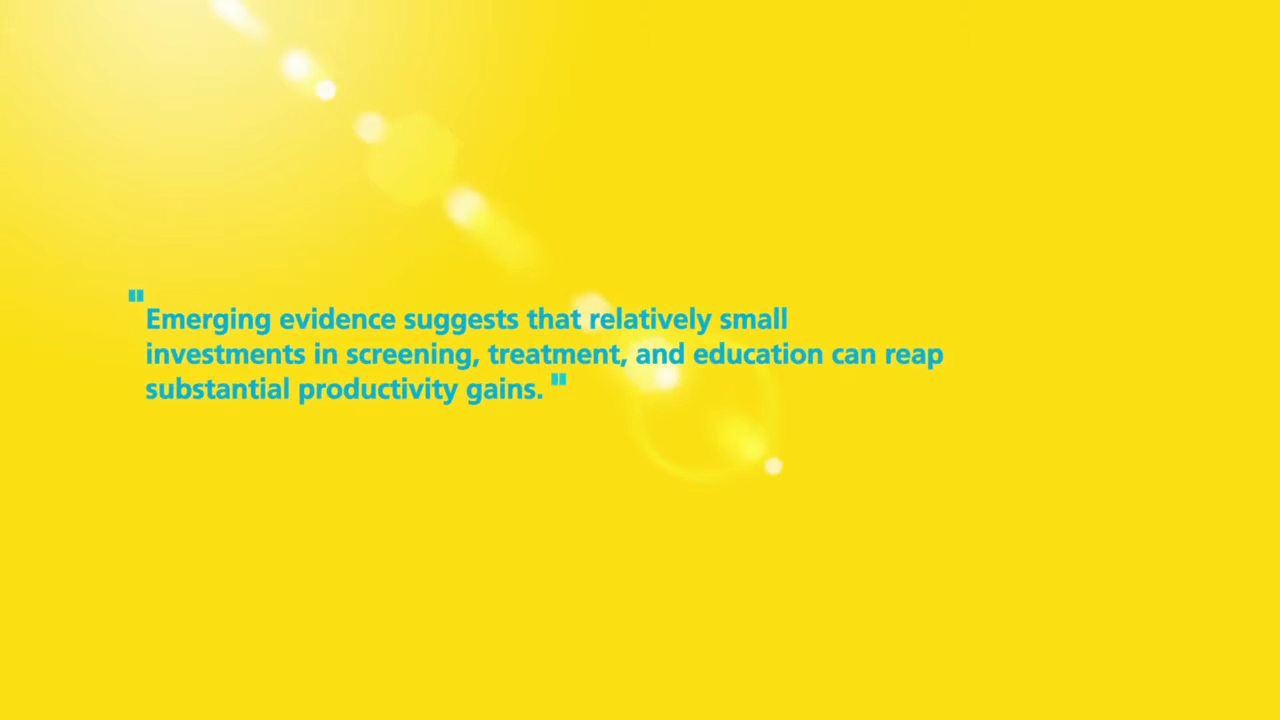 "Emerging evidence suggests that relatively small
investments in screening, treatment, and education can reap
substantial productivity gains."